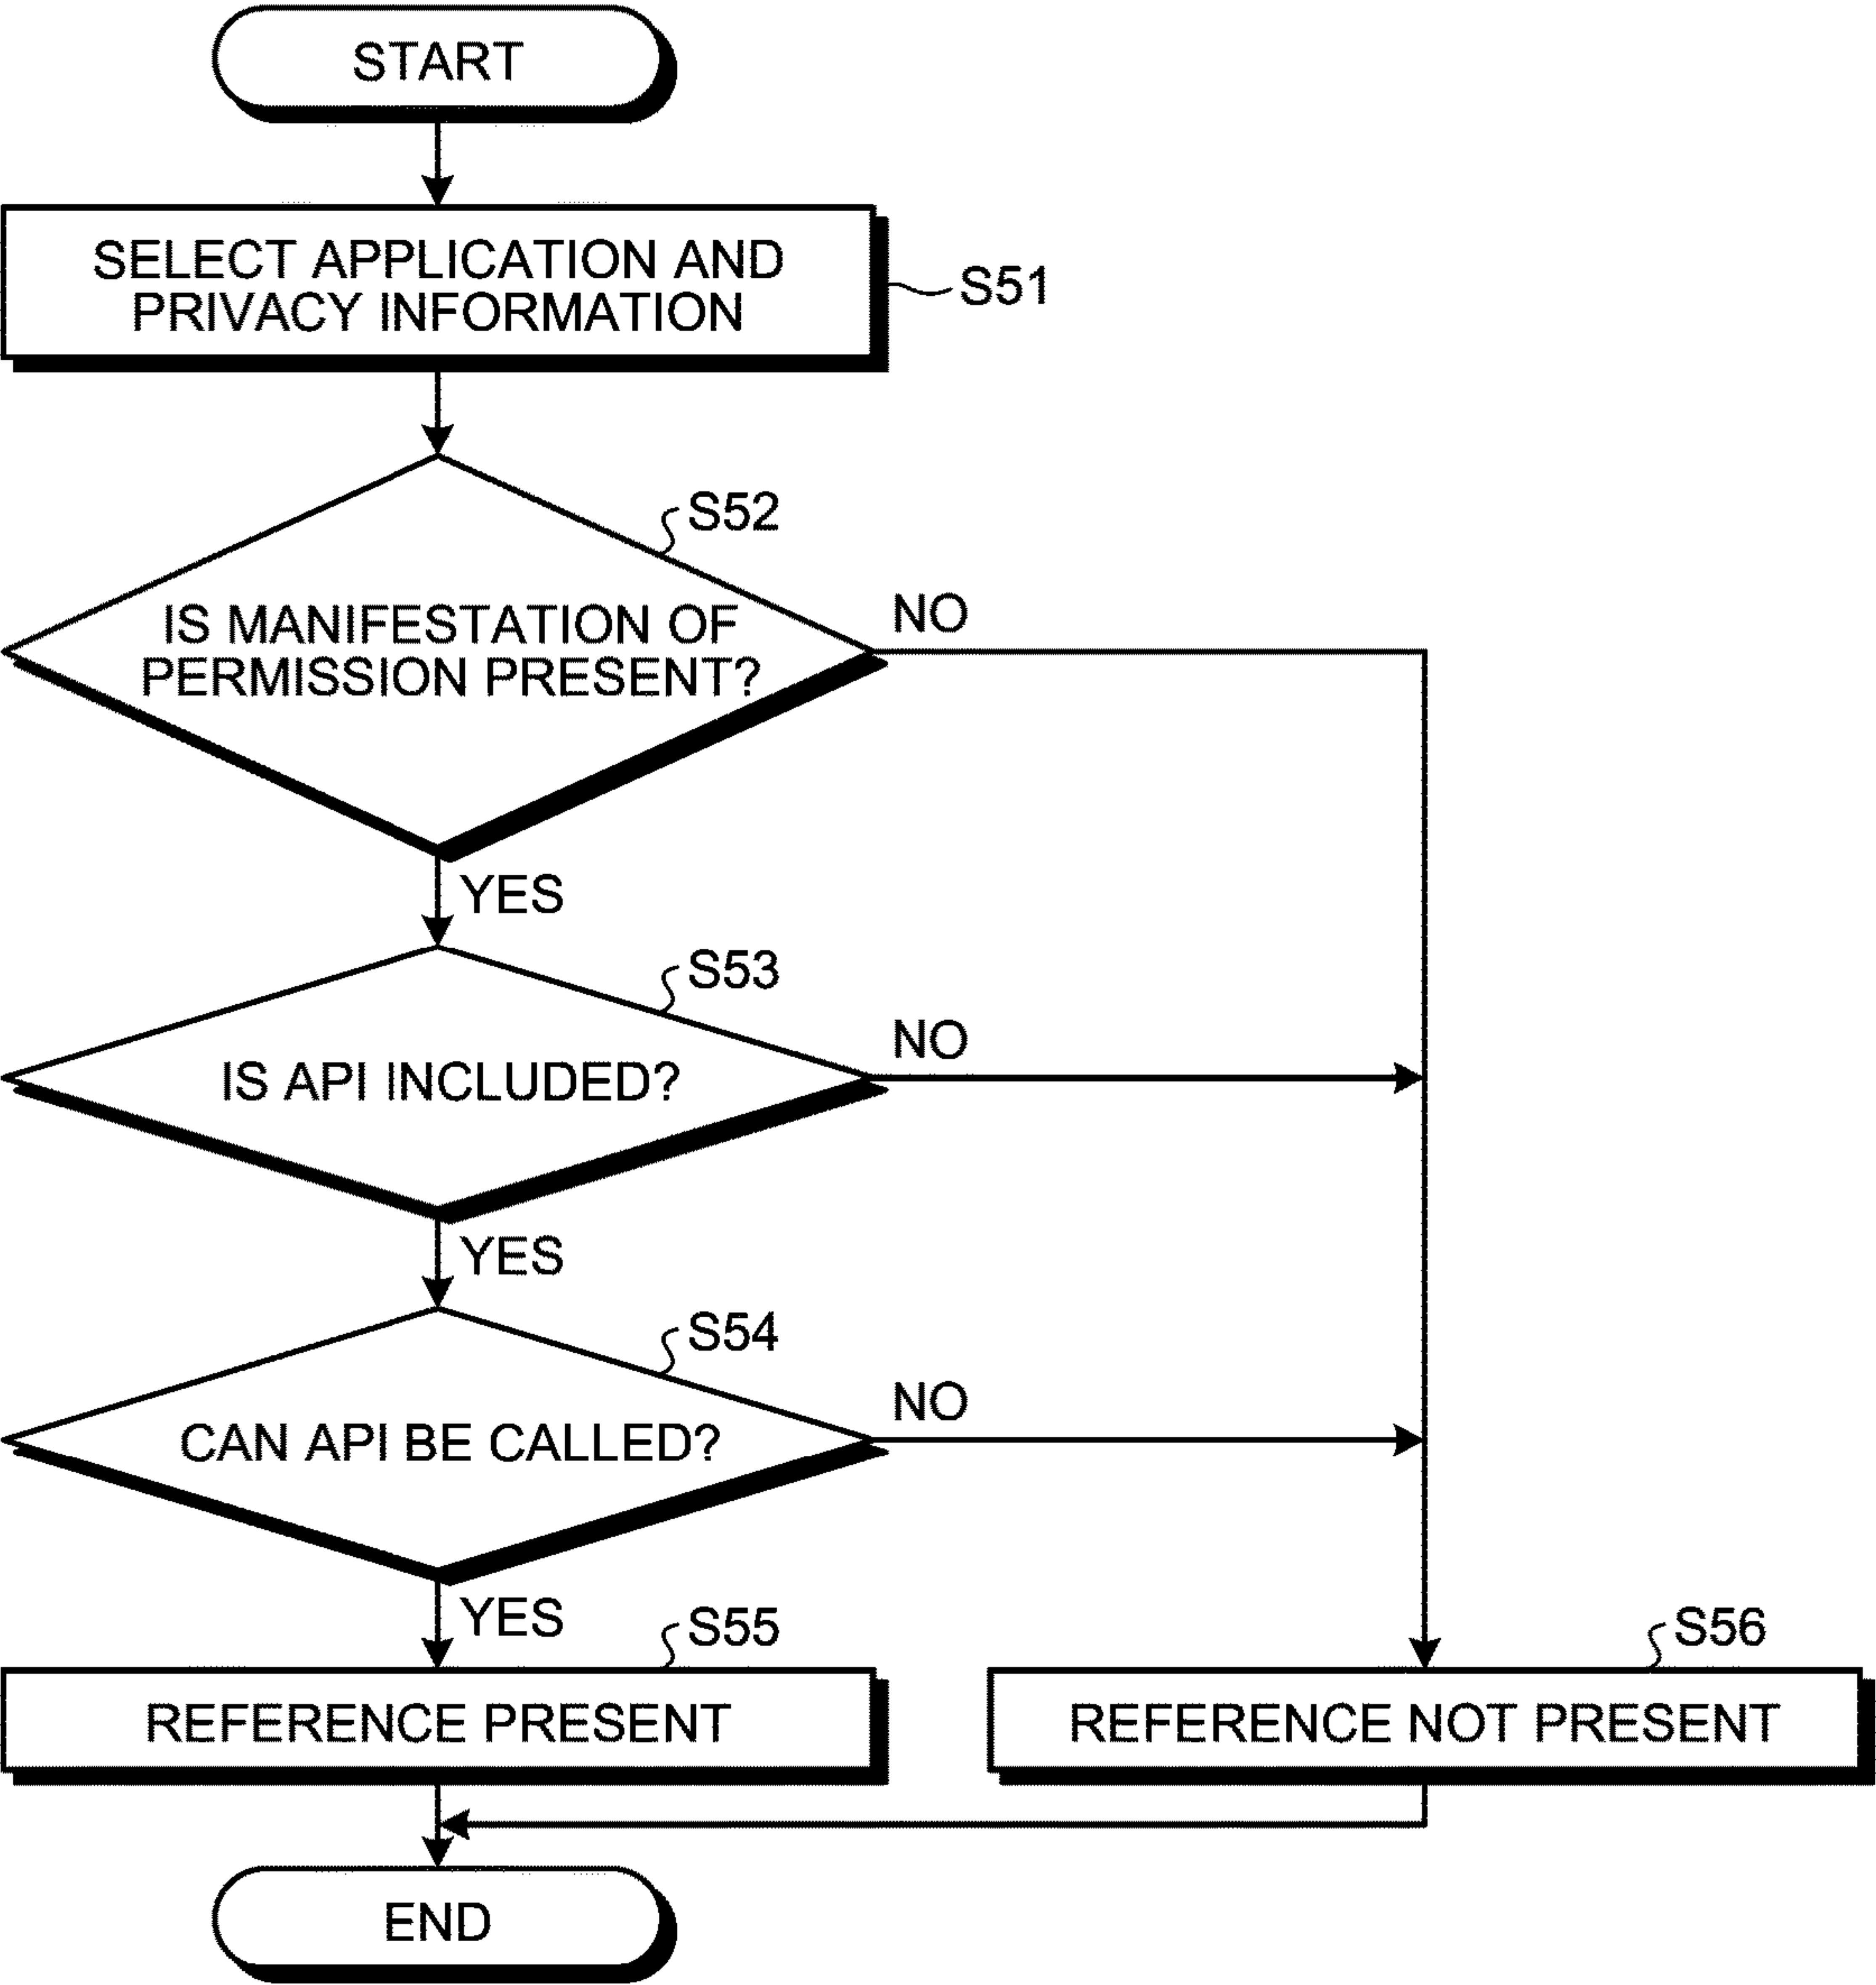 START
SELECT APPLICATION AND
PRIVACY INFORMATION
S51
S52
IS MANIFESTATION OF
PERMISSION PRESENT?
NO
YES
S53
IS API INCLUDED?
NO
YES
S54
CAN API BE CALLED?
NO
YES
S55
REFERENCE PRESENT
S56
REFERENCE NOT PRESENT
END